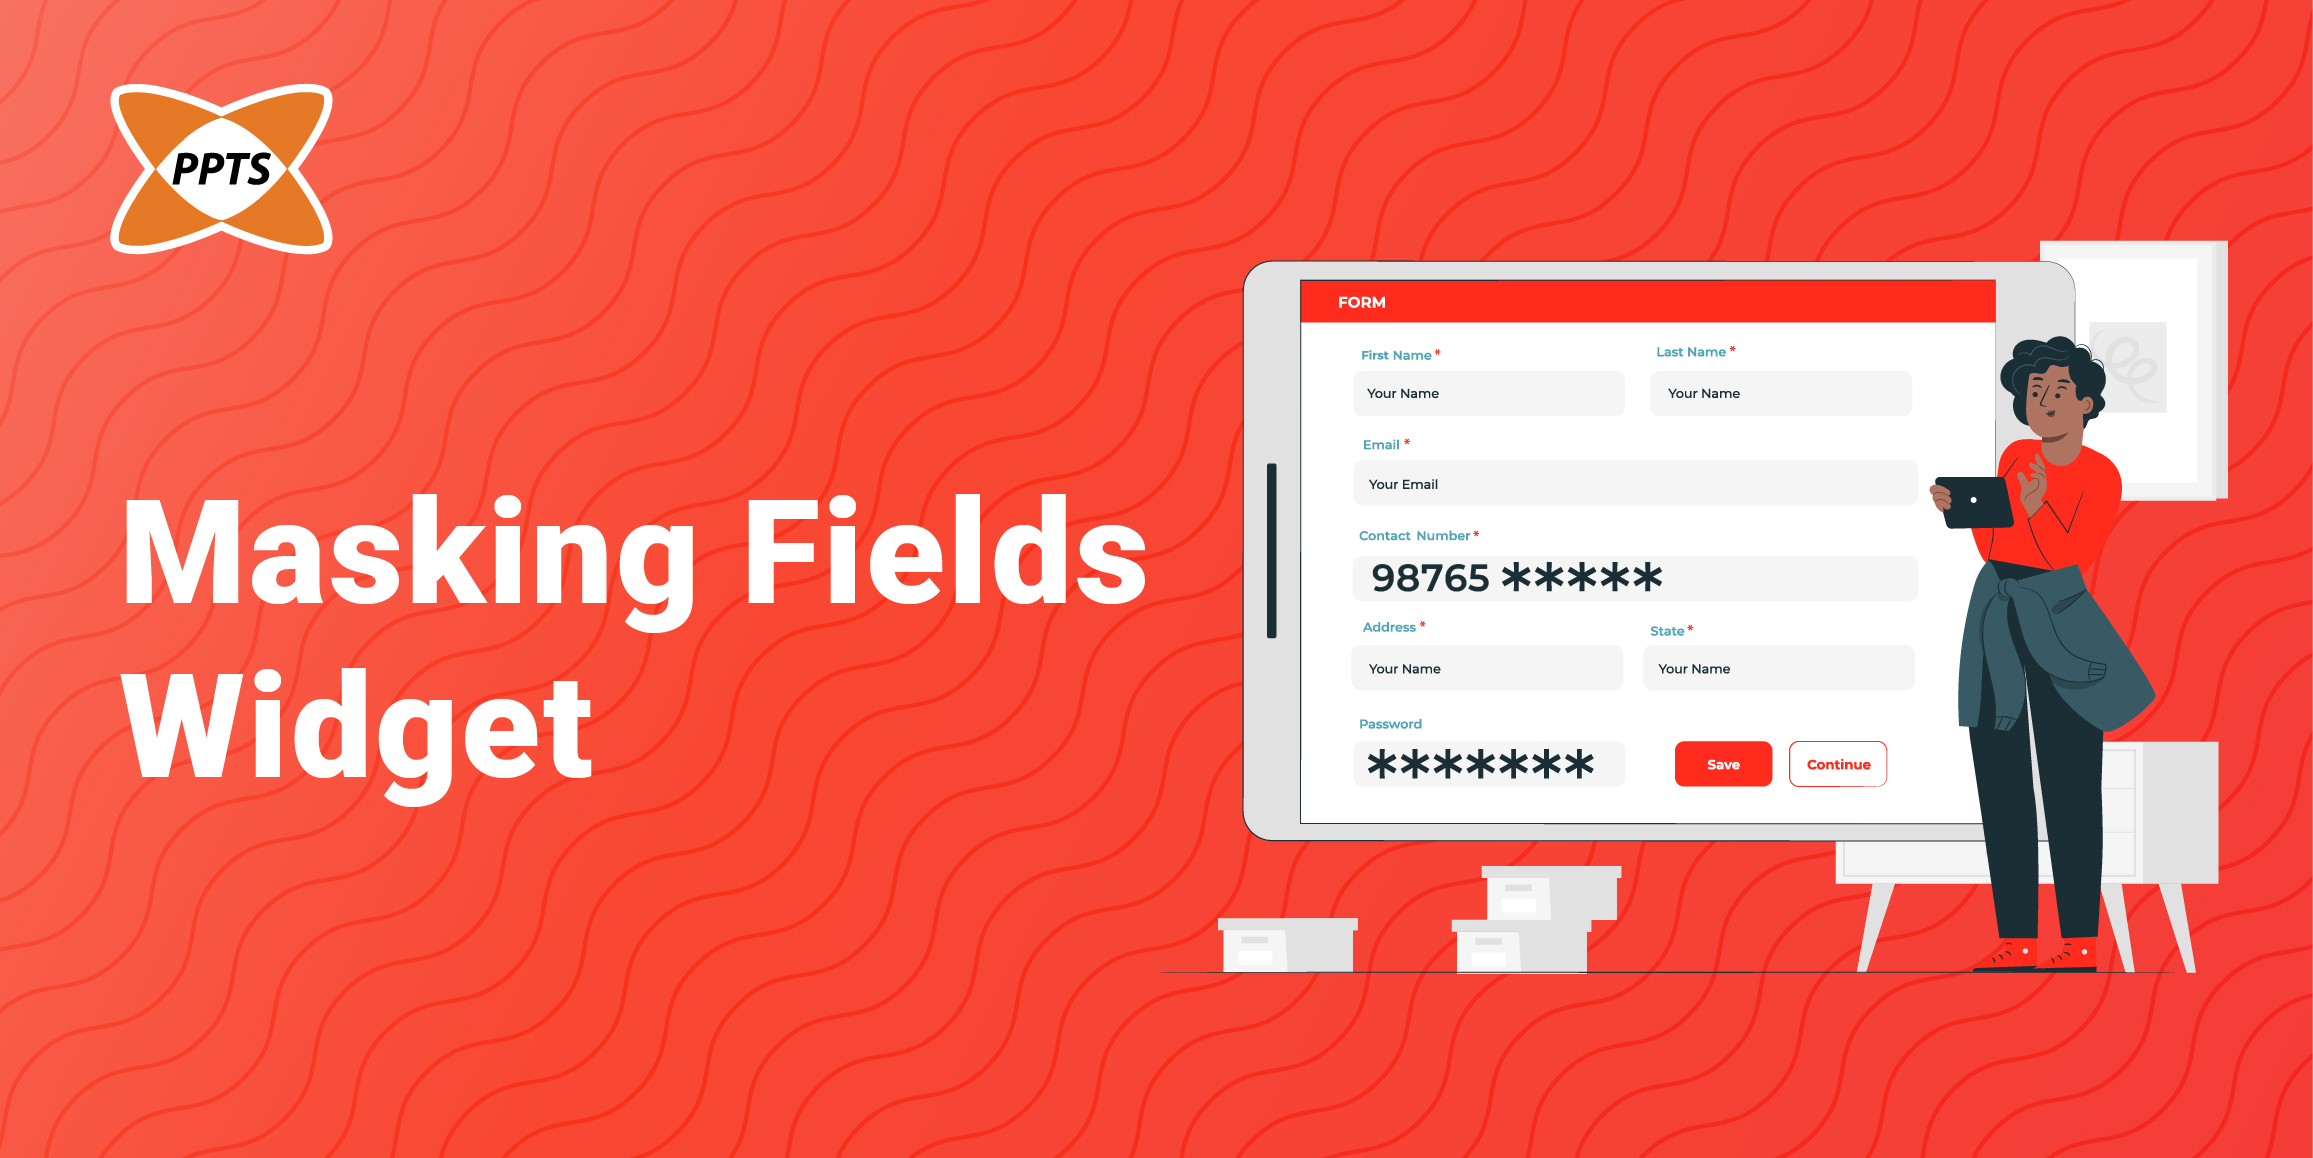 PPTS
Masking Fields
Widget
FORM
First Name *
Last Name *
Your Name
Your Name
Email *
Your Email
Contact Number *
98765 *****
Address *
State *
Your Name
Your Name
Password
*******
Save
Continue